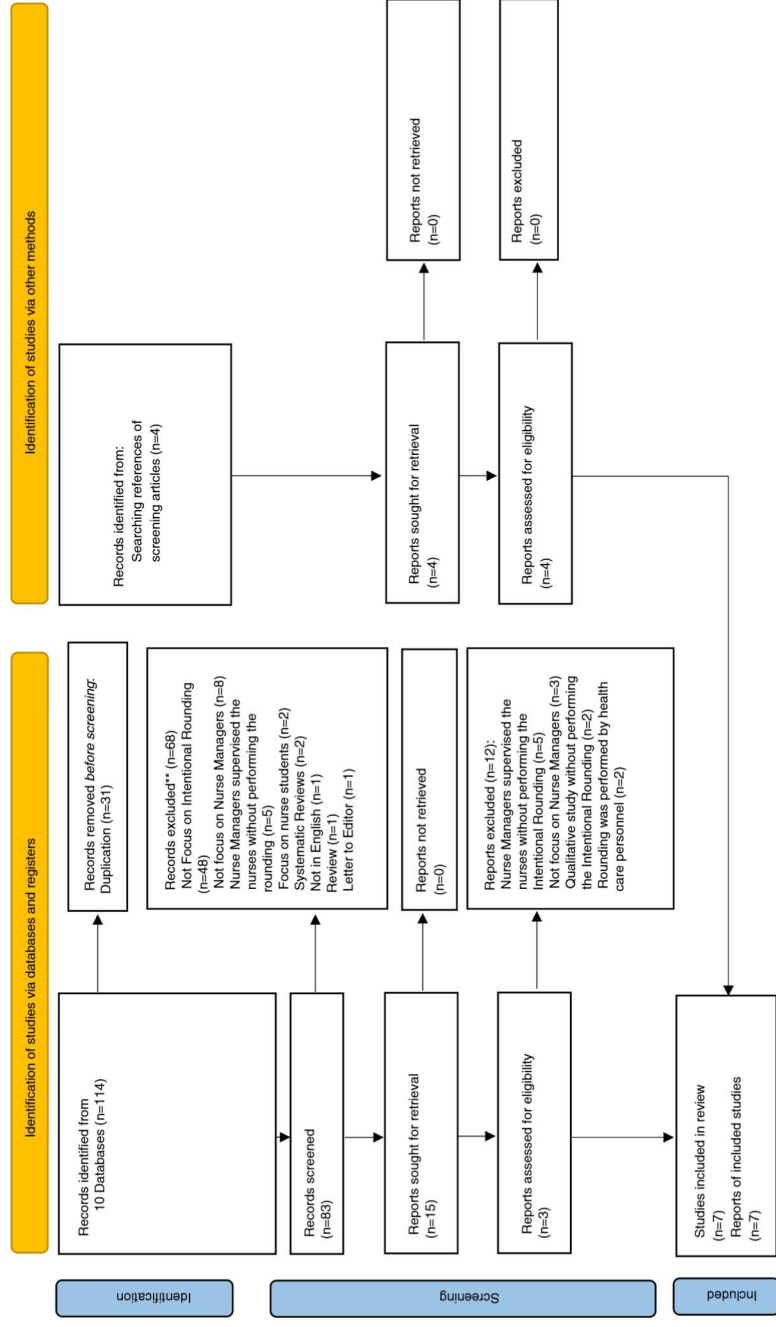 Identification of studies via databases and registers
Identification of studies via other methods
Identification
Records identified from
10 Databases (n=114)
Records removed before screening:
Duplication (n=31)
Records identified from:
Searching references of
screening articles (n=4)
Screening
Records screened
(n=83)
Records excluded** (n=68)
Not Focus on Intentional Rounding
(n=48)
Not focus on Nurse Managers (n=8)
Nurse Managers supervised the
nurses without performing the
rounding (n=5)
Focus on nurse students (n=2)
Systematic Reviews (n=2)
Not in English (n=1)
Review (n=1)
Letter to Editor (n=1)
Reports sought for retrieval
(n=15)
Reports not retrieved
(n=0)
Reports sought for retrieval
(n=4)
Reports not retrieved
(n=0)
Reports assessed for eligibility
(n=3)
Reports excluded (n=12):
Nurse Managers supervised the
nurses without performing the
Intentional Rounding (n=5)
Not focus on Nurse Managers (n=3)
Qualitative study without performing
the Intentional Rounding (n=2)
Rounding was performed by health
care personnel (n=2)
Reports assessed for eligibility
(n=4)
Reports excluded
(n=0)
Included
Studies included in review
(n=7)
Reports of included studies
(n=7)